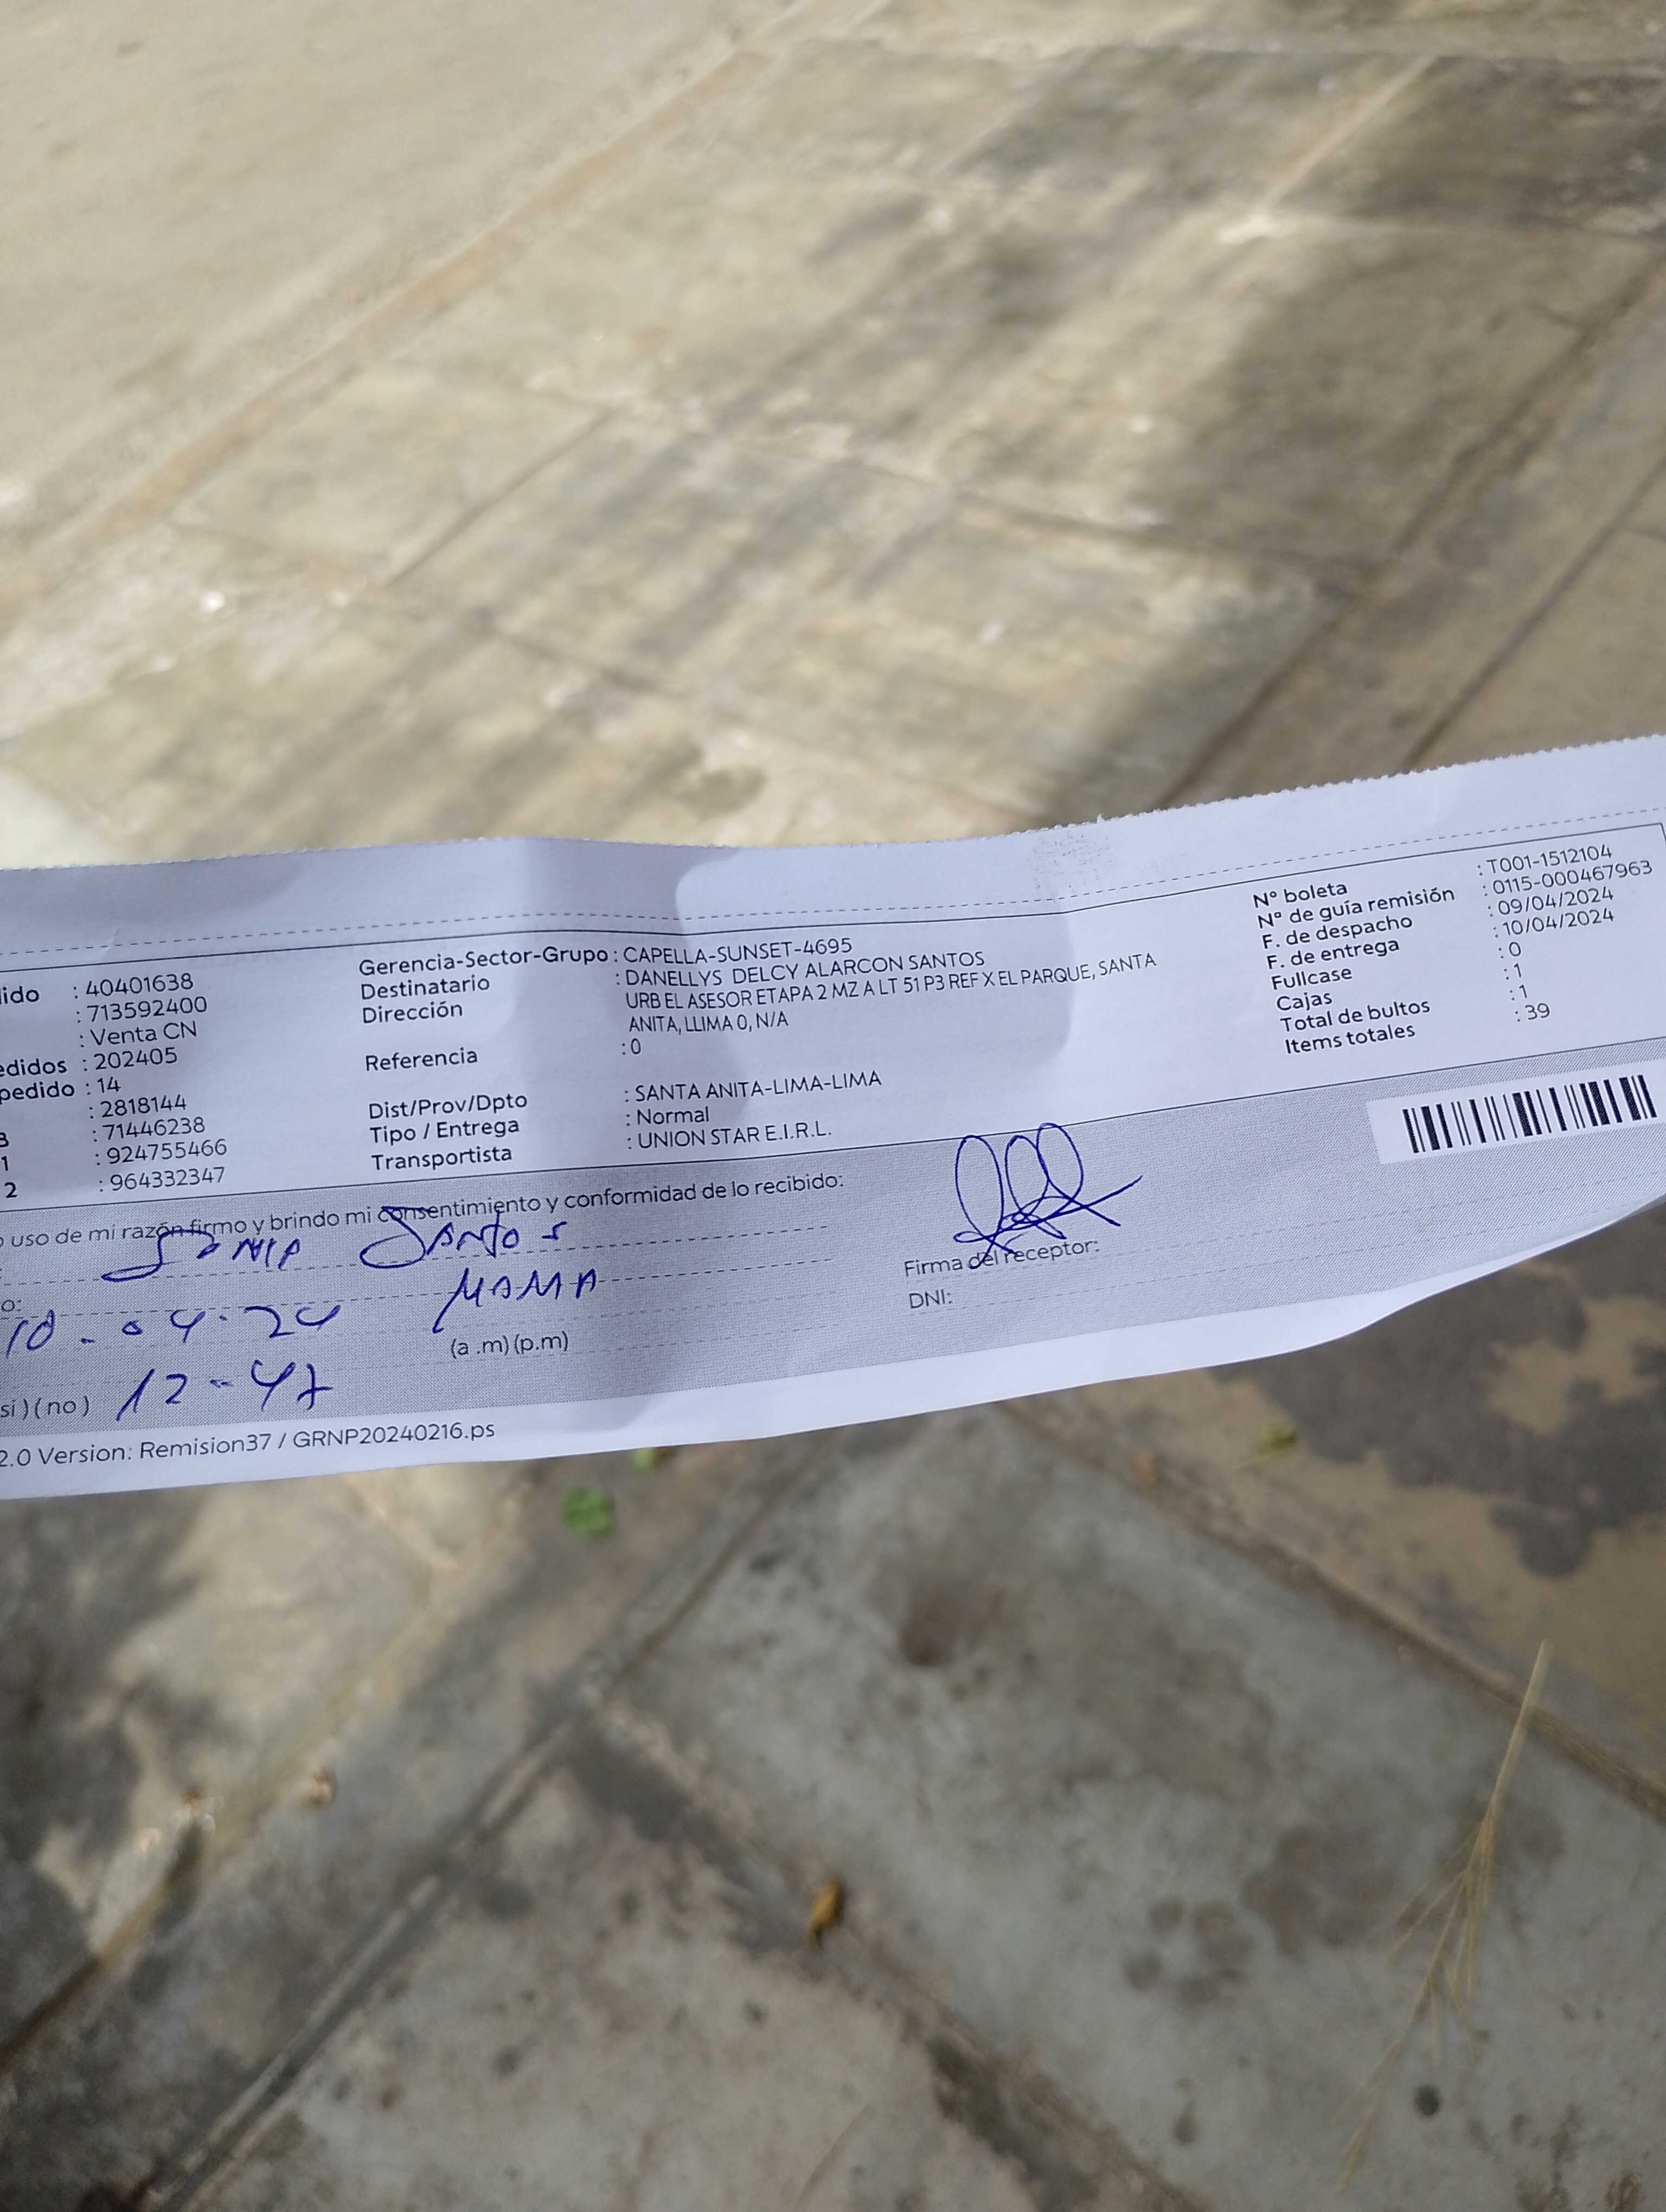 ido : 40401638
: 713592400
: Venta CN
edidos : 202405
pedido : 14
: 2818144
3 : 71446238
1 : 924755466
2 : 964332347
Gerencia-Sector-Grupo : CAPELLA-SUNSET-4695
Destinatario : DANELLYS DELCY ALARCON SANTOS
Dirección URB EL ASESOR ETAPA 2 MZ A LT 51 P3 REF X EL PARQUE, SANTA
ANITA, LLIMA 0, N/A
Referencia : 0
Dist/Prov/Dpto : SANTA ANITA-LIMA-LIMA
Tipo / Entrega : Normal
Transportista : UNION STAR E.I.R.L.
Nº boleta : T001-1512104
Nº de guía remisión : 0115-000467963
F. de despacho : 09/04/2024
F. de entrega : 10/04/2024
Fullcase : 0
Cajas : 1
Total de bultos : 1
Items totales : 39
o uso de mi razón firmo y brindo mi consentimiento y conformidad de lo recibido:
Santos
MAMA
o:
10-04-24
(a .m) (p.m)
Firma del receptor:
DNI:
si ) ( no ) 12-47
2.0 Version: Remision37 / GRNP20240216.ps